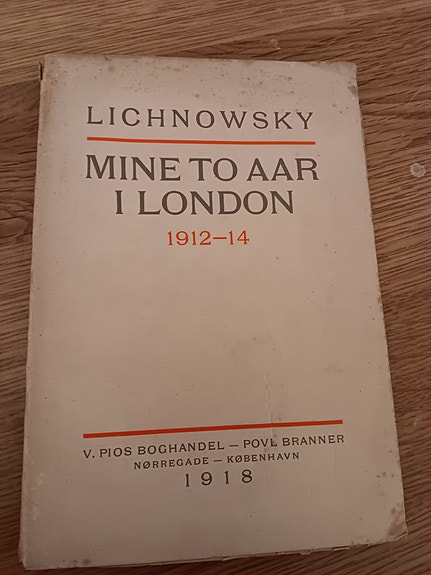 LICHNOWSKY
MINE TO AAR
I LONDON
1912—14
V. PIOS BOGHANDEL — POVL BRANNER
NØRREGADE — KØBENHAVN
1918